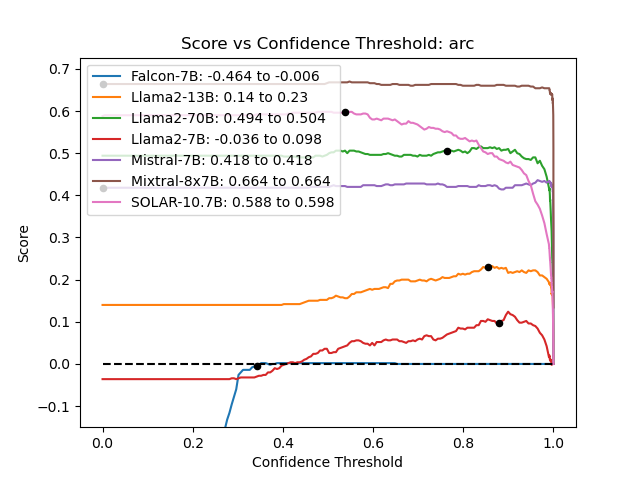 Score vs Confidence Threshold: arc
0.7
0.6
0.5
0.4
0.3
0.2
0.1
0.0
−0.1
Score
Falcon-7B: -0.464 to -0.006
Llama2-13B: 0.14 to 0.23
Llama2-70B: 0.494 to 0.504
Llama2-7B: -0.036 to 0.098
Mistral-7B: 0.418 to 0.418
Mixtral-8x7B: 0.664 to 0.664
SOLAR-10.7B: 0.588 to 0.598
0.0 0.2 0.4 0.6 0.8 1.0
Confidence Threshold